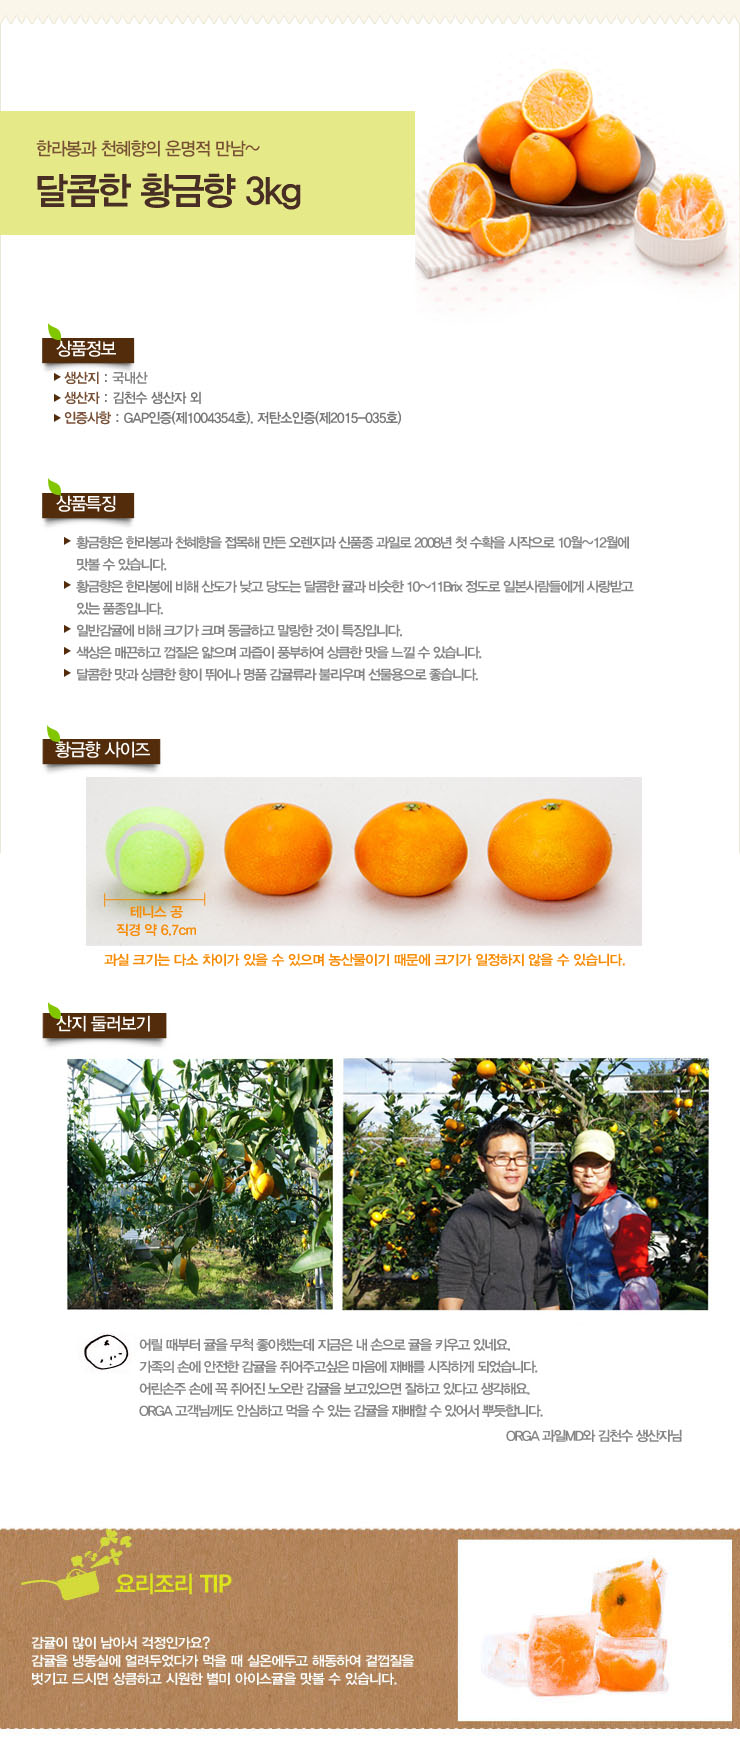 한라봉과 천혜향의 운명적 만남~
달콤한 황금향 3kg
상품정보
생산지 : 국내산
생산자 : 김천수 생산자 외
인증사항 : GAP인증(제1004354호), 저탄소인증(제2015-035호)
상품특징
황금향은 한라봉과 천혜향을 접목해 만든 오렌지과 신품종 과일로 2008년 첫 수확을 시작으로 10월~12월에
맛볼 수 있습니다.
황금향은 한라봉에 비해 산도가 낮고 당도는 달콤한 귤과 비슷한 10~11Brix 정도로 일본사람들에게 사랑받고
있는 품종입니다.
일반감귤에 비해 크기가 크며 동글하고 말랑한 것이 특징입니다.
색상은 매끈하고 껍질은 얇으며 과즙이 풍부하여 상큼한 맛을 느낄 수 있습니다.
달콤한 맛과 상큼한 향이 뛰어나 명품 감귤류라 불리우며 선물용으로 좋습니다.
황금향 사이즈
테니스 공
직경 약 6.7cm
과실 크기는 다소 차이가 있을 수 있으며 농산물이기 때문에 크기가 일정하지 않을 수 있습니다.
산지 둘러보기
어릴 때부터 귤을 무척 좋아했는데 지금은 내 손으로 귤을 키우고 있네요.
가족의 손에 안전한 감귤을 쥐어주고싶은 마음에 재배를 시작하게 되었습니다.
어린손주 손에 꼭 쥐어진 노오란 감귤을 보고있으면 잘하고 있다고 생각해요.
ORGA 고객님께도 안심하고 먹을 수 있는 감귤을 재배할 수 있어서 뿌듯합니다.
ORGA 과일MD와 김천수 생산자님
요리조리 TIP
감귤이 많이 남아서 걱정인가요?
감귤을 냉동실에 얼려두었다가 먹을 때 실온에두고 해동하여 겉껍질을
벗기고 드시면 상큼하고 시원한 별미 아이스귤을 맛볼 수 있습니다.